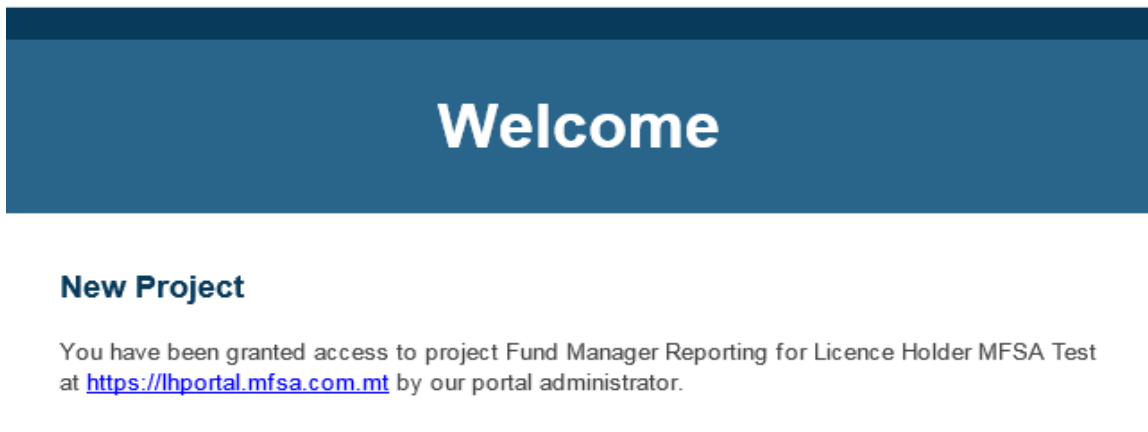 Welcome
New Project
You have been granted access to project Fund Manager Reporting for Licence Holder MFSA Test
at https://lhportal.mfsa.com.mt by our portal administrator.